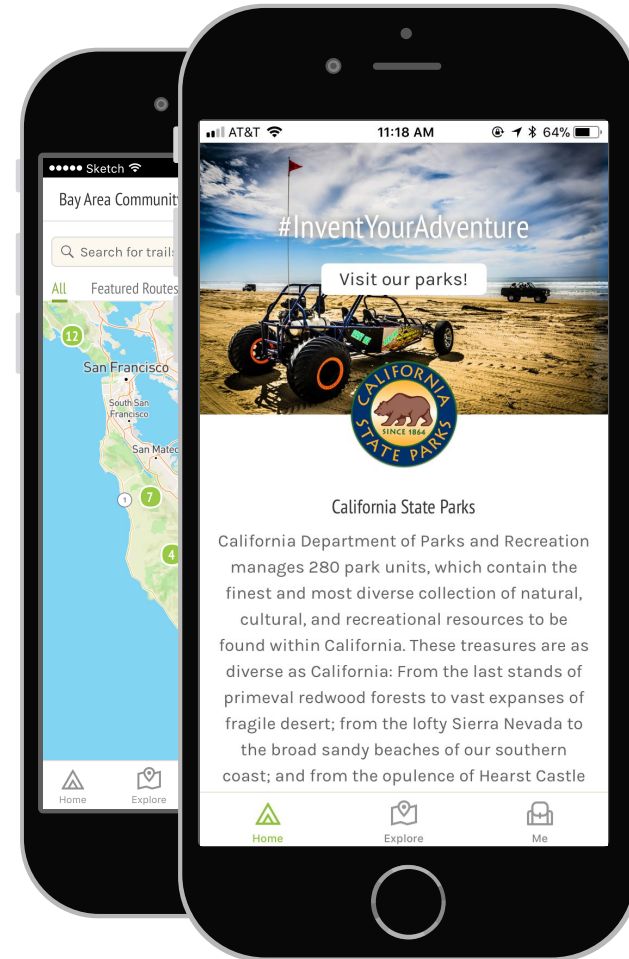 Sketch
Bay Area Communit
Search for trails
All Featured Routes
12
San Francisco
South San
Francisco
San Mateo
1
7
4
Home Explore
AT&T 11:18 AM 64%
#InventYourAdventure
Visit our parks!
CALIFORNIA
SINCE 1864
STATE PARKS
California State Parks
California Department of Parks and Recreation
manages 280 park units, which contain the
finest and most diverse collection of natural,
cultural, and recreational resources to be
found within California. These treasures are as
diverse as California: From the last stands of
primeval redwood forests to vast expanses of
fragile desert; from the lofty Sierra Nevada to
the broad sandy beaches of our southern
coast; and from the opulence of Hearst Castle
Home Explore Me